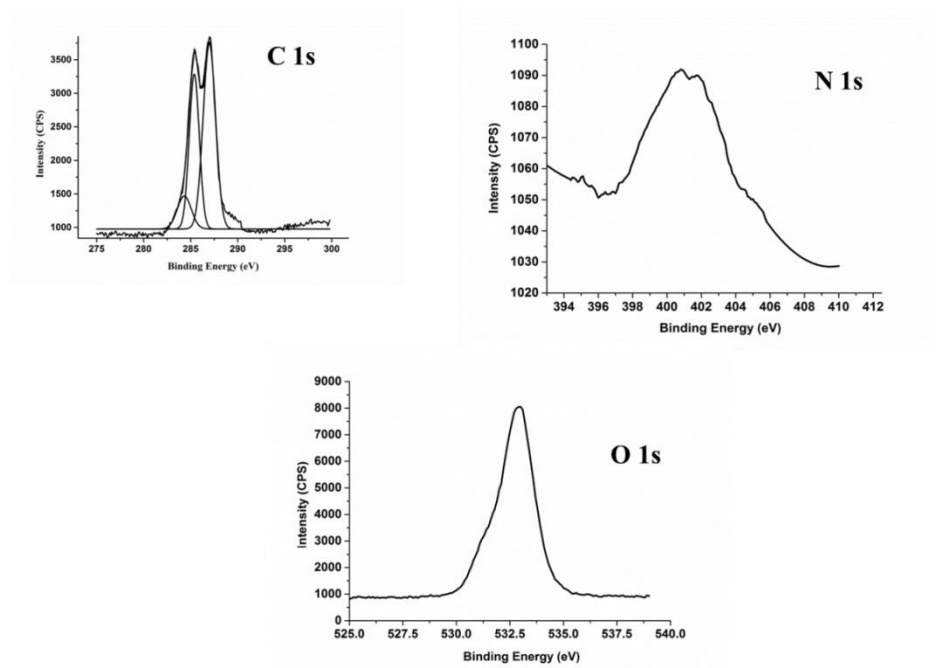 C 1s
Intensity (CPS)
3500
3000
2500
2000
1500
1000
275 280 285 290 295 300
Binding Energy (eV)
N 1s
Intensity (CPS)
1100
1090
1080
1070
1060
1050
1040
1030
1020
394 396 398 400 402 404 406 408 410 412
Binding Energy (eV)
O 1s
Intensity (CPS)
9000
8000
7000
6000
5000
4000
3000
2000
1000
0
525.0 527.5 530.0 532.5 535.0 537.5 540.0
Binding Energy (eV)